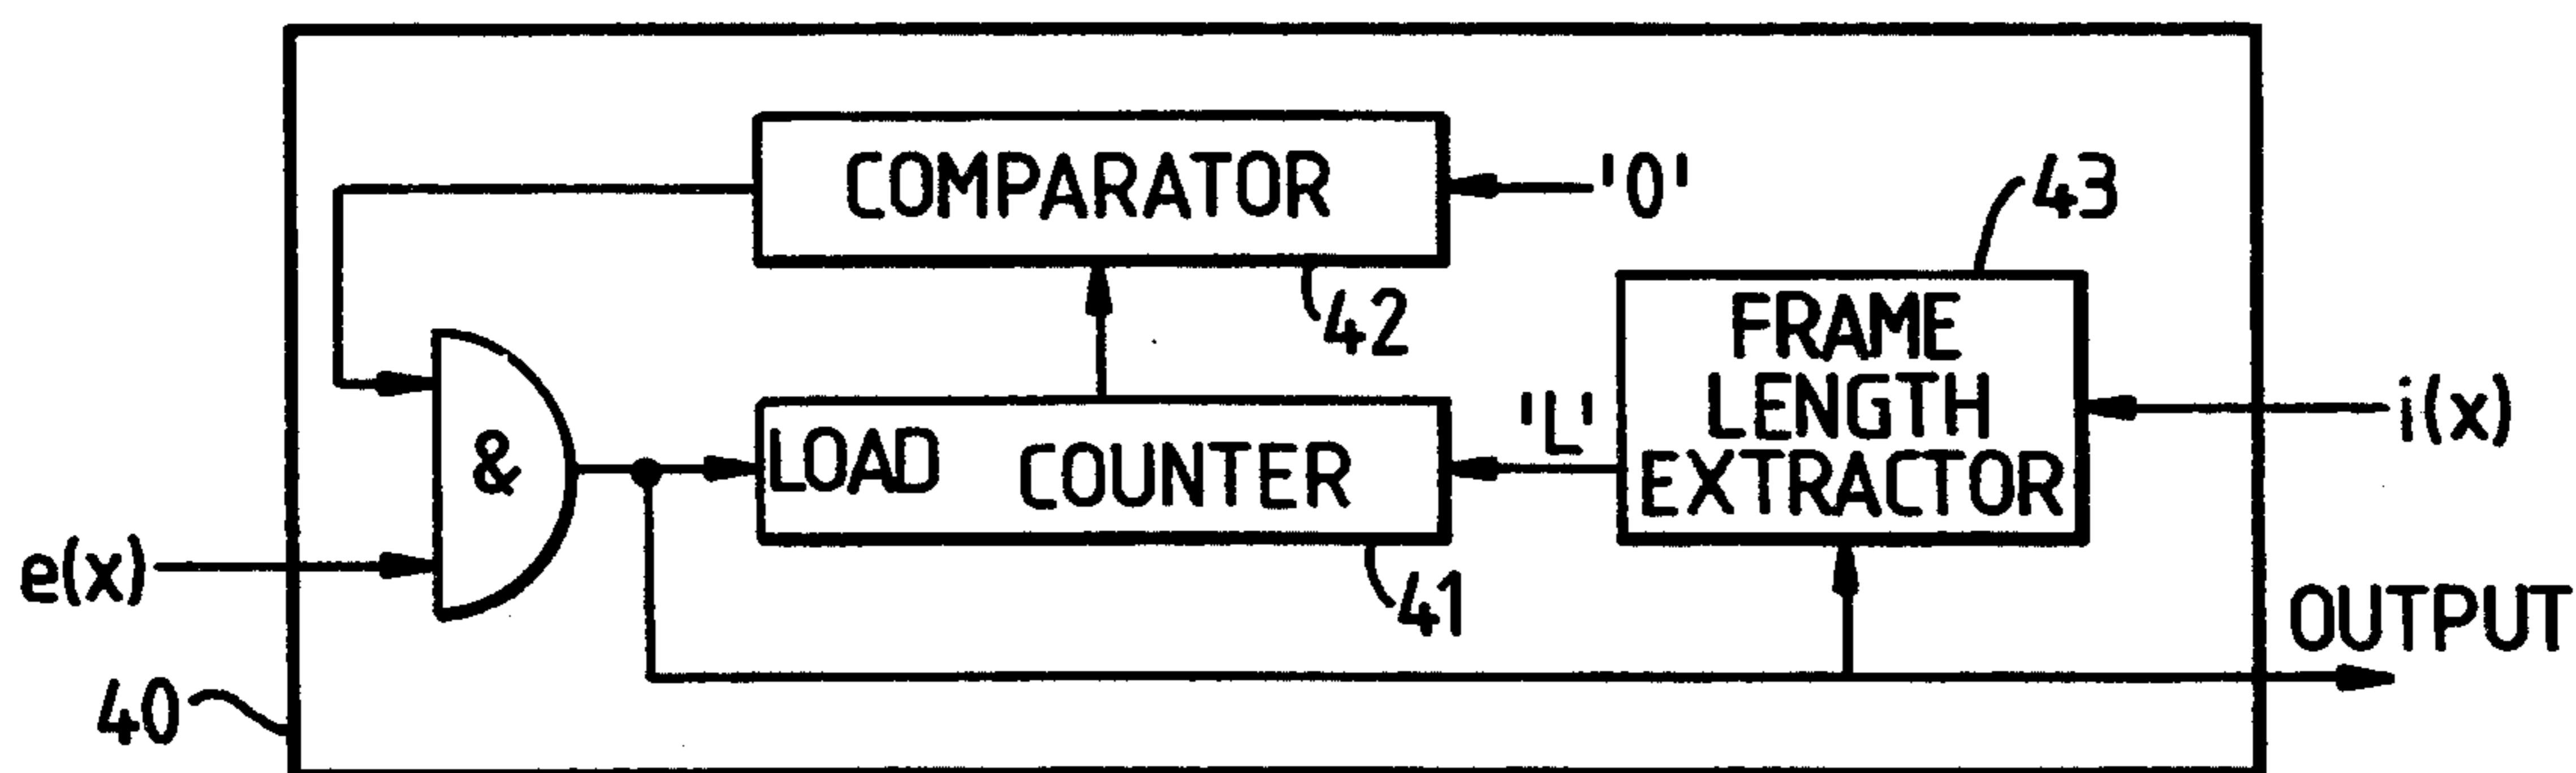 COMPARATOR
'0'
43
42
FRAME
LENGTH
EXTRACTOR
'L'
i(x)
&
LOAD COUNTER
e(x)
41
OUTPUT
40